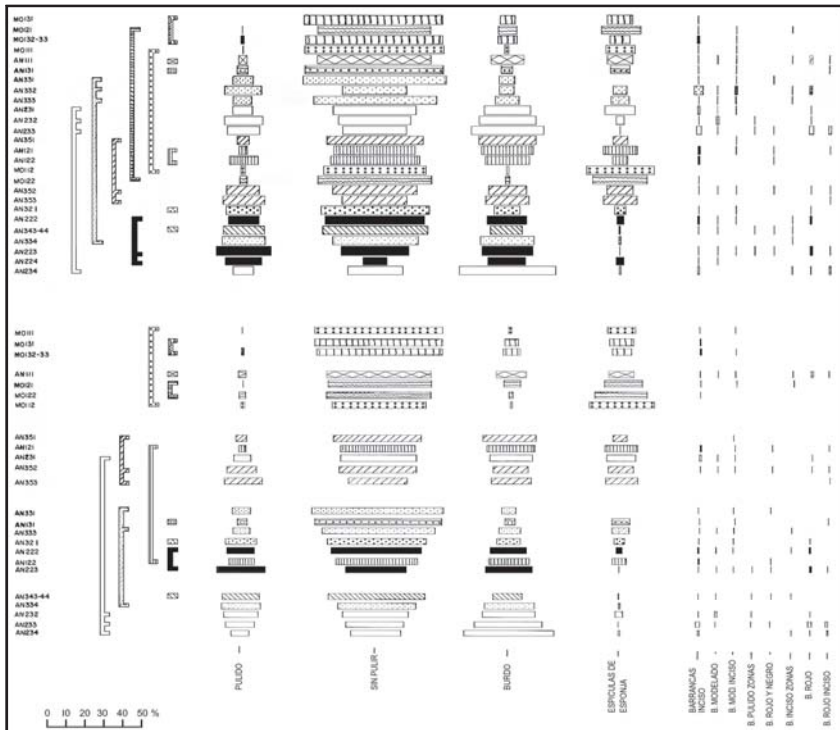 MO131
MO121
MO132-33
MO111
AN111
AN131
AN331
AN332
AN333
AN231
AN232
AN233
AN351
AN121
AN122
MO112
MO122
AN352
AN353
AN321
AN222
AN343-44
AN334
AN223
AN224
AN234
MO111
MO131
MO132-33
AN111
MO121
MO122
MO112
AN351
AN121
AN231
AN352
AN353
AN331
AN131
AN333
AN321
AN222
AN122
AN223
AN343-44
AN334
AN232
AN233
AN234
PULIDO
SIN PULIR
BURDO
ESPICULAS DE
ESPONJA
BARRANCAS
INCISO
B. MODELADO
B. MOD. INCISO
B. PULIDO ZONAS
B. ROJO Y NEGRO
B. INCISO ZONAS
B. ROJO
B. ROJO INCISO
0 10 20 30 40 50 %